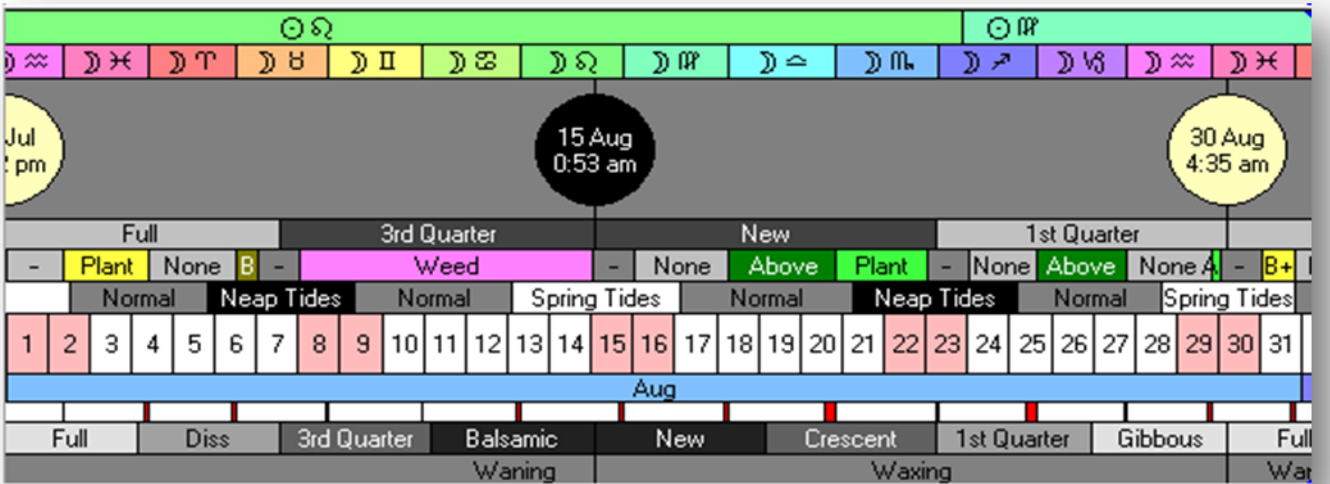 ☉ ♌ ☉ ♍
☽ ♒ ☽ ♓ ☽ ♈ ☽ ♉ ☽ ♊ ☽ ♋ ☽ ♌ ☽ ♍ ☽ ♎ ☽ ♏ ☽ ♐ ☽ ♑ ☽ ♒ ☽ ♓
Jul 15 Aug 30 Aug
pm 0:53 am 4:35 am
Full 3rd Quarter New 1st Quarter
- Plant None B - Weed - None Above Plant - None Above None A - B+
Normal Neap Tides Normal Spring Tides Normal Neap Tides Normal Spring Tides
1 2 3 4 5 6 7 8 9 10 11 12 13 14 15 16 17 18 19 20 21 22 23 24 25 26 27 28 29 30 31
Aug
Full Diss 3rd Quarter Balsamic New Crescent 1st Quarter Gibbous Full
Waning Waxing